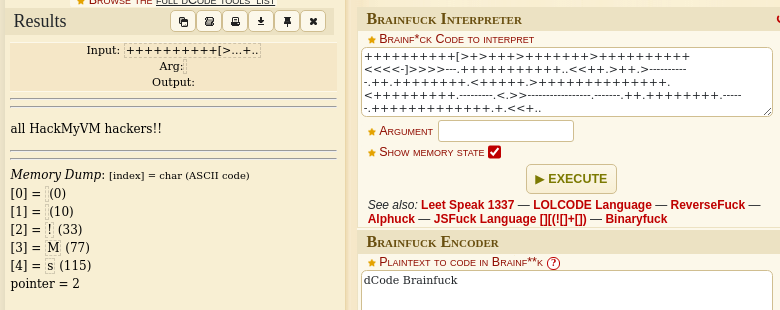 BROWSE THE FULL DCODE TOOLS' LIST
Results
Input: ++++++++++[>...+..
Arg:
Output:
all HackMyVM hackers!!
Memory Dump: [index] = char (ASCII code)
[0] = (0)
[1] = (10)
[2] = ! (33)
[3] = M (77)
[4] = s (115)
pointer = 2
BRAINFUCK INTERPRETER
BRAINF*CK CODE TO INTERPRET
ARGUMENT
SHOW MEMORY STATE
▶ EXECUTE
See also: Leet Speak 1337 — LOLCODE Language — ReverseFuck —
Alphuck — JSFuck Language [][(![]+[])] — Binaryfuck
BRAINFUCK ENCODER
PLAINTEXT TO CODE IN BRAINF**K ?
dCode Brainfuck